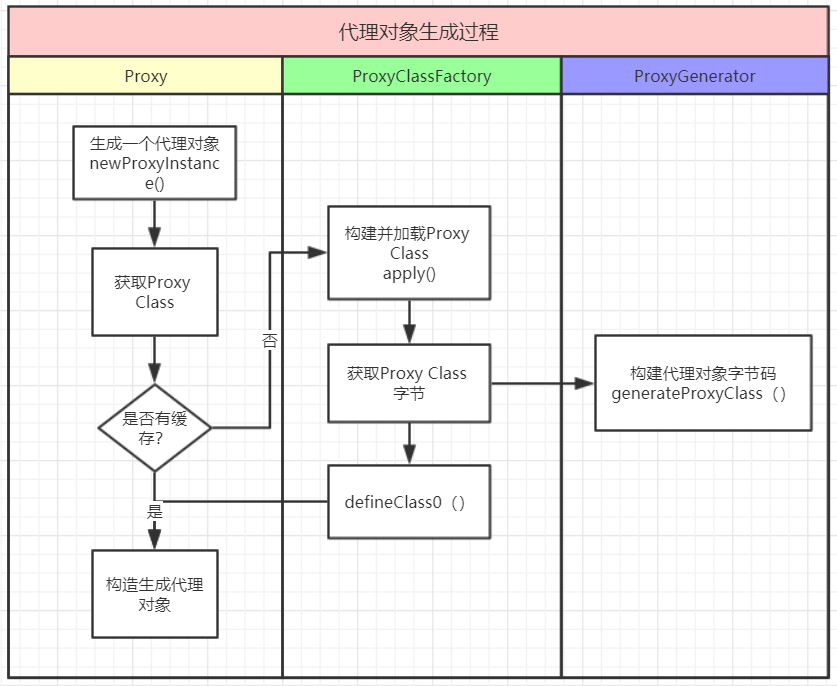 代理对象生成过程
Proxy
ProxyClassFactory
ProxyGenerator
生成一个代理对象
newProxyInstanc
e()
获取Proxy
Class
是否有缓
存?
否
是
构造生成代理
对象
构建并加载Proxy
Class
apply()
获取Proxy Class
字节
defineClass0（）
构建代理对象字节码
generateProxyClass（）